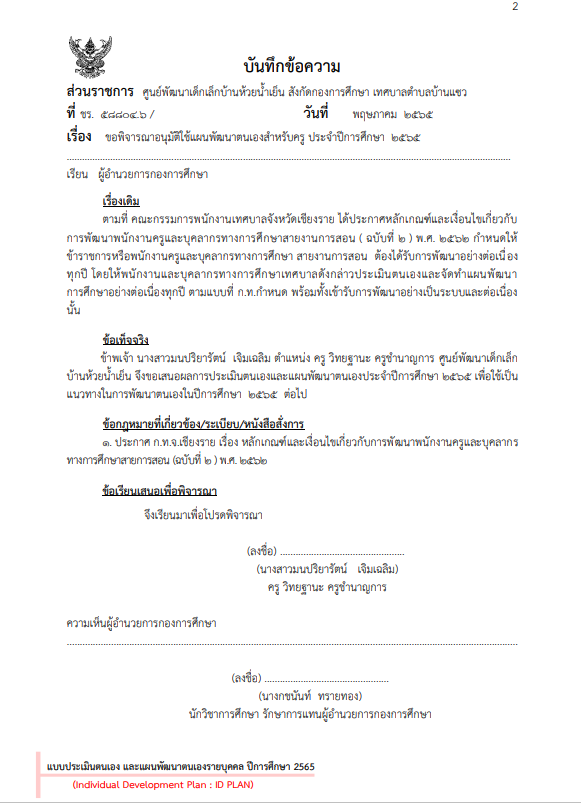 2
บันทึกข้อความ
ส่วนราชการ ศูนย์พัฒนาเด็กเล็กบ้านห้วยน้ำเย็น สังกัดกองการศึกษา เทศบาลตำบลบ้านแซว
ที่ ชร. ๕๘๘๐๔.๖ / วันที่ พฤษภาคม ๒๕๖๕
เรื่อง ขอพิจารณาอนุมัติใช้แผนพัฒนาตนเองสำหรับครู ประจำปีการศึกษา ๒๕๖๕
เรียน ผู้อำนวยการกองการศึกษา
เรื่องเดิม
ตามที่ คณะกรรมการพนักงานเทศบาลจังหวัดเชียงราย ได้ประกาศหลักเกณฑ์และเงื่อนไขเกี่ยวกับ
การพัฒนาพนักงานครูและบุคลากรทางการศึกษาสายงานการสอน ( ฉบับที่ ๒ ) พ.ศ. ๒๕๖๒ กำหนดให้
ข้าราชการหรือพนักงานครูและบุคลากรทางการศึกษา สายงานการสอน ต้องได้รับการพัฒนาอย่างต่อเนื่อง
ทุกปี โดยให้พนักงานและบุคลากรทางการศึกษาเทศบาลดังกล่าวประเมินตนเองและจัดทำแผนพัฒนา
การศึกษาอย่างต่อเนื่องทุกปี ตามแบบที่ ก.ท.กำหนด พร้อมทั้งเข้ารับการพัฒนาอย่างเป็นระบบและต่อเนื่อง
นั้น
ข้อเท็จจริง
ข้าพเจ้า นางสาวมนปริยารัตน์ เจิมเฉลิม ตำแหน่ง ครู วิทยฐานะ ครูชำนาญการ ศูนย์พัฒนาเด็กเล็ก
บ้านห้วยน้ำเย็น จึงขอเสนอผลการประเมินตนเองและแผนพัฒนาตนเองประจำปีการศึกษา ๒๕๖๕ เพื่อใช้เป็น
แนวทางในการพัฒนาตนเองในปีการศึกษา ๒๕๖๕ ต่อไป
ข้อกฎหมายที่เกี่ยวข้อง/ระเบียบ/หนังสือสั่งการ
๑. ประกาศ ก.ท.จ.เชียงราย เรื่อง หลักเกณฑ์และเงื่อนไขเกี่ยวกับการพัฒนาพนักงานครูและบุคลากร
ทางการศึกษาสายการสอน (ฉบับที่ ๒ ) พ.ศ. ๒๕๖๒
ข้อเรียนเสนอเพื่อพิจารณา
จึงเรียนมาเพื่อโปรดพิจารณา
(ลงชื่อ) ................................................
(นางสาวมนปริยารัตน์ เจิมเฉลิม)
ครู วิทยฐานะ ครูชำนาญการ
ความเห็นผู้อำนวยการกองการศึกษา
(ลงชื่อ) ................................................
(นางกชนันท์ ทรายทอง)
นักวิชาการศึกษา รักษาการแทนผู้อำนวยการกองการศึกษา
แบบประเมินตนเอง และแผนพัฒนาตนเองรายบุคคล ปีการศึกษา 2565
(Individual Development Plan : ID PLAN)